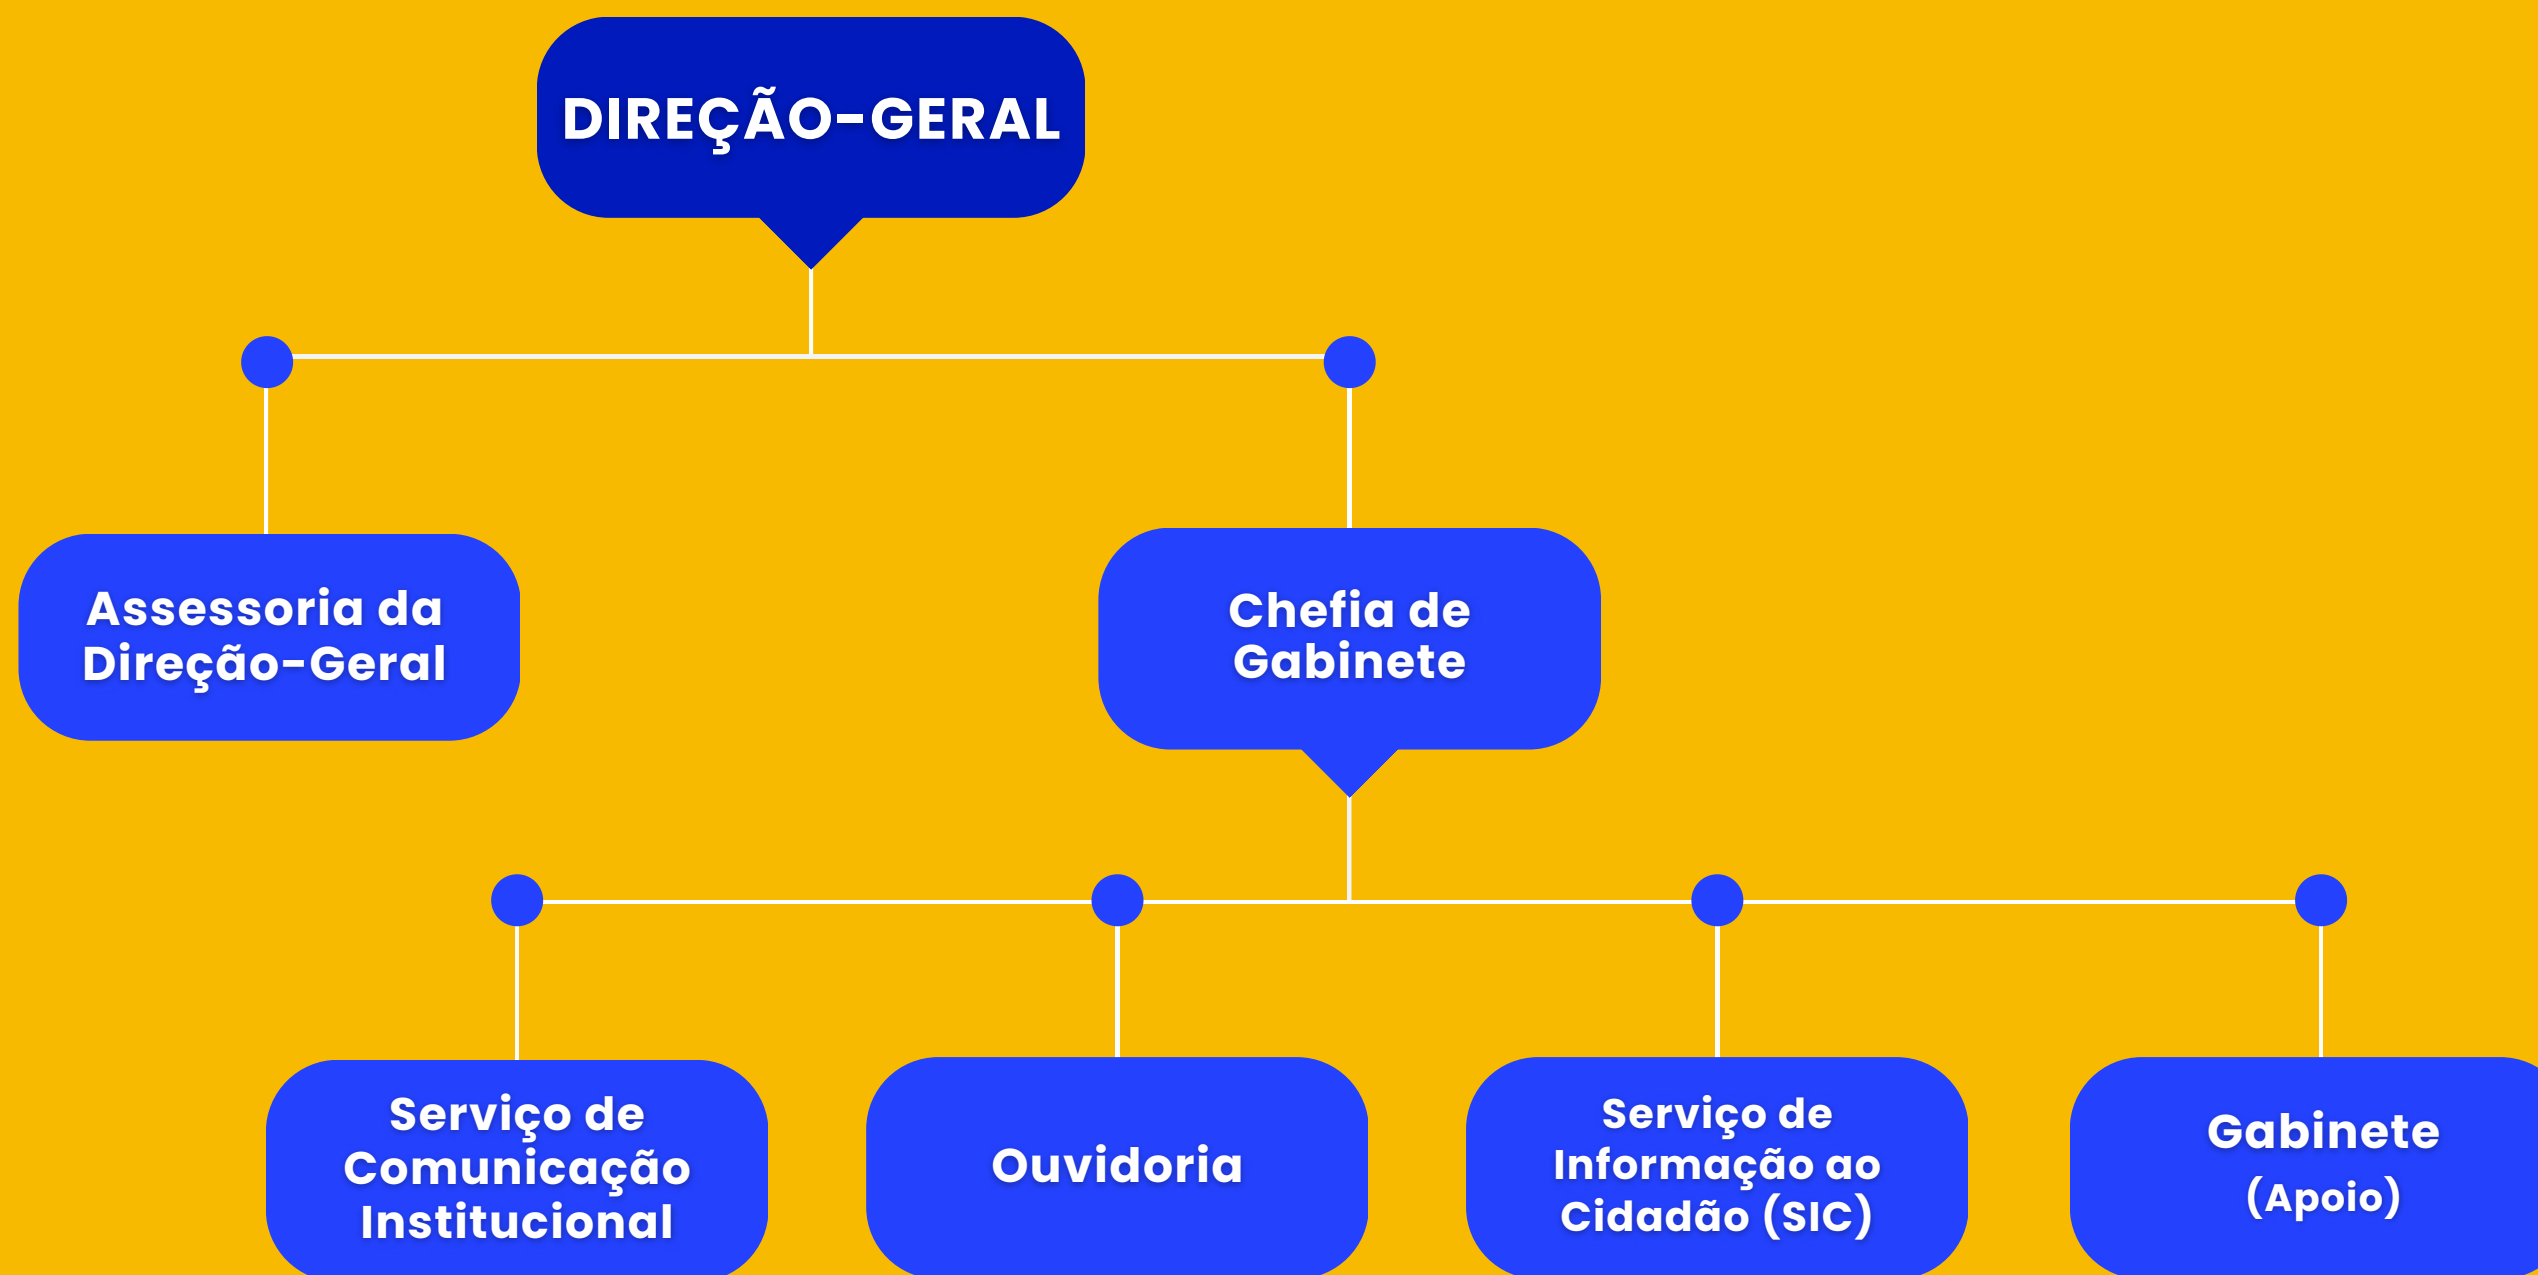 DIREÇÃO-GERAL
Assessoria da
Direção-Geral
Chefia de
Gabinete
Serviço de
Comunicação
Institucional
Ouvidoria
Serviço de
Informação ao
Cidadão (SIC)
Gabinete
(Apoio)